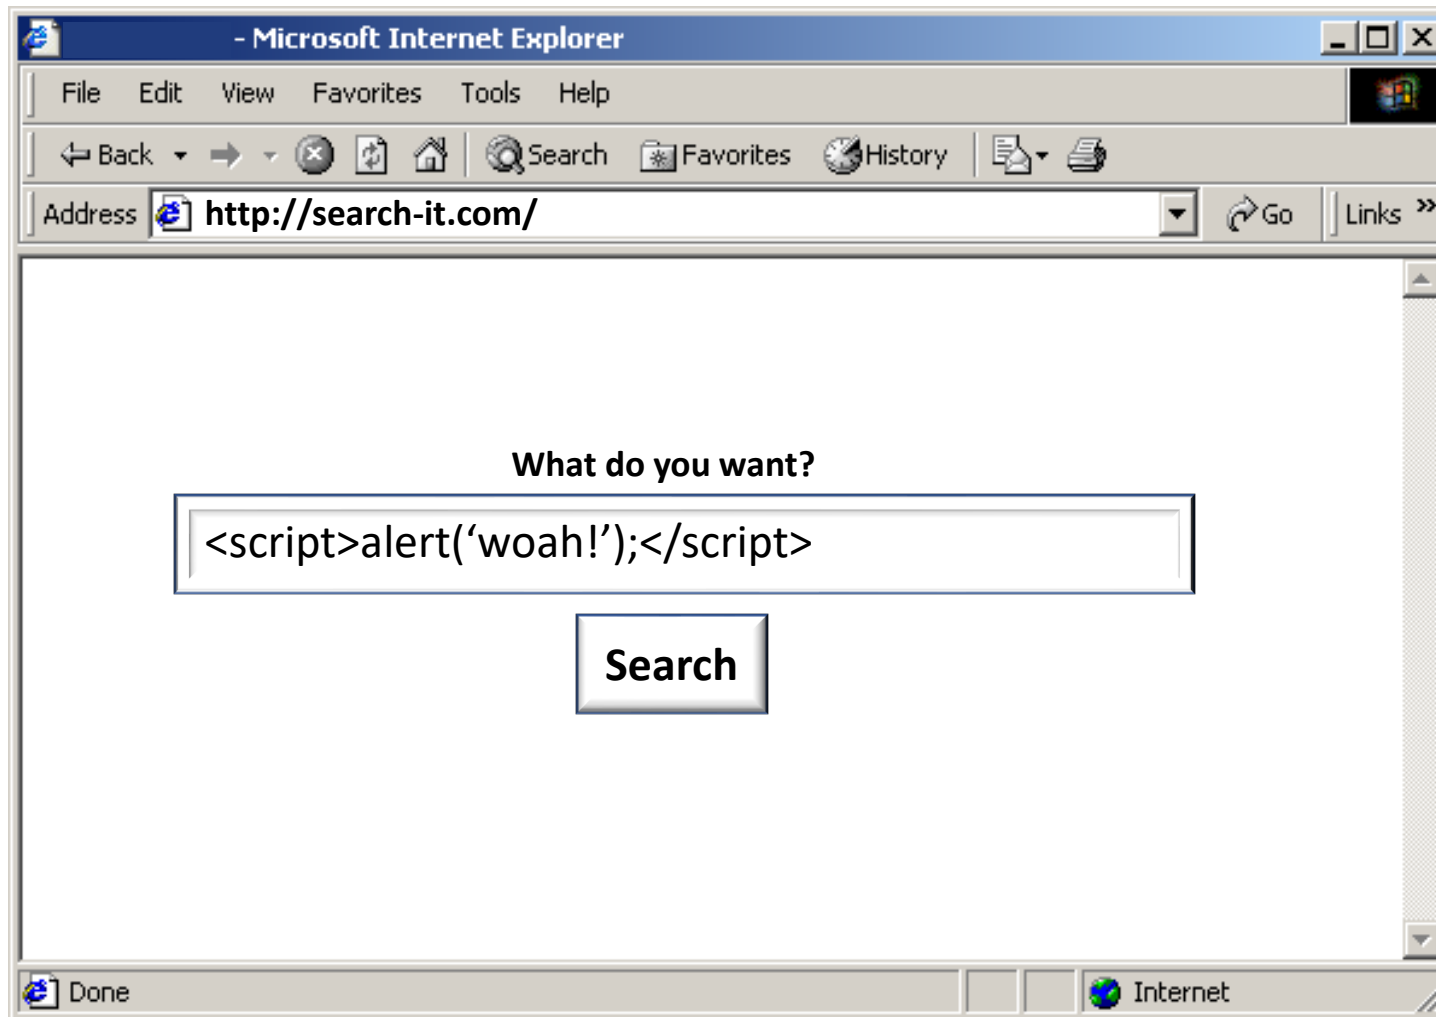 - Microsoft Internet Explorer
File Edit View Favorites Tools Help
Back Search Favorites History
Address http://search-it.com/ Go Links »
What do you want?
<script>alert(‘woah!’);</script>
Search
Done Internet